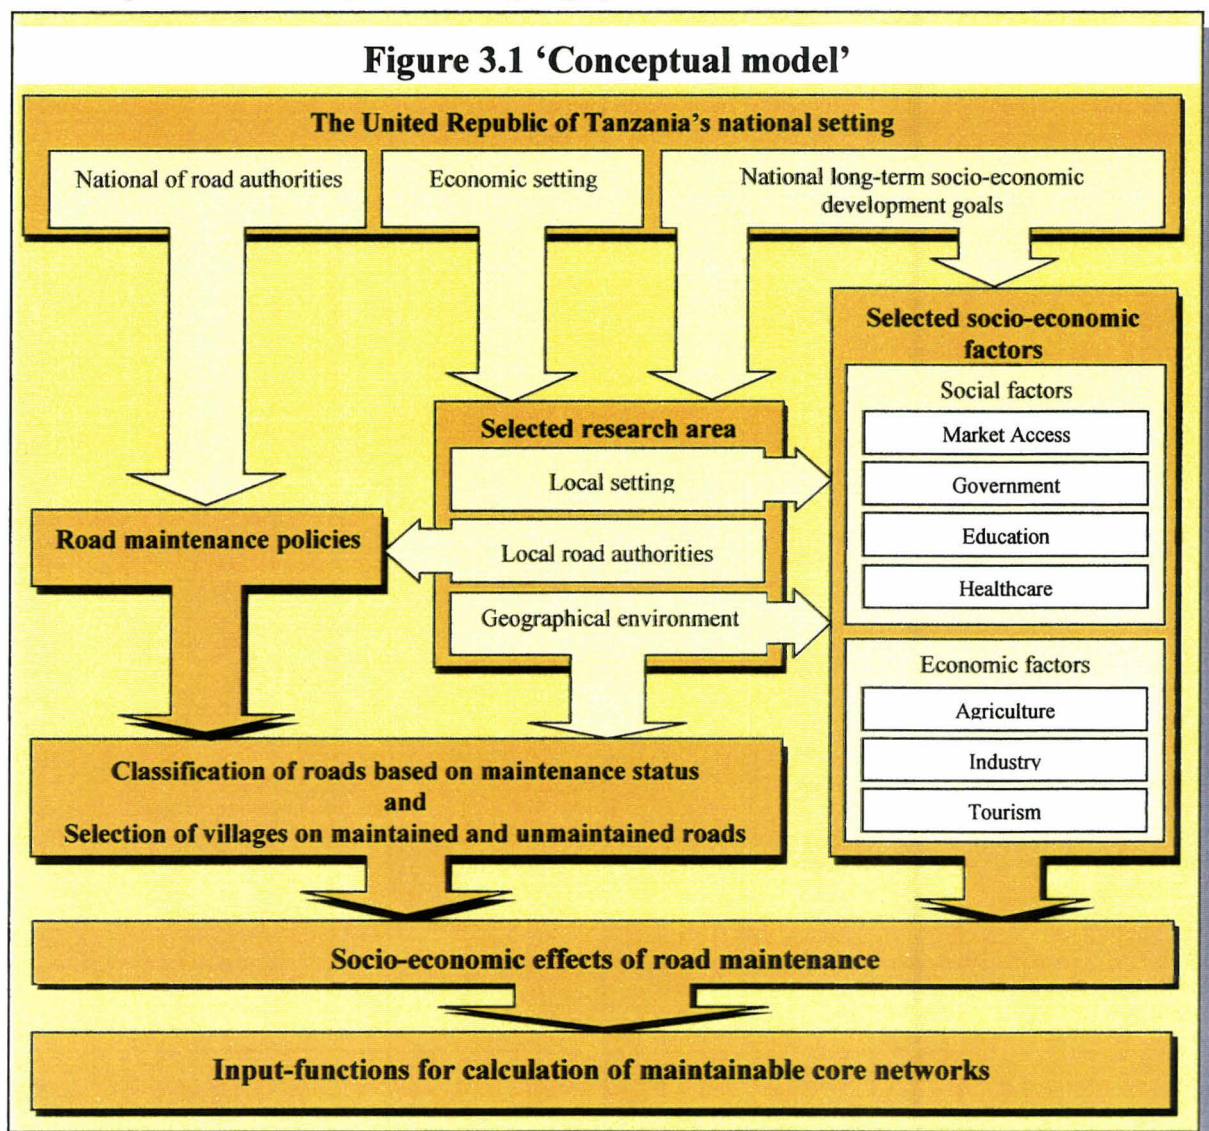 Figure 3.1 ‘Conceptual model’
The United Republic of Tanzania’s national setting
National of road authorities
Economic setting
National long-term socio-economic
development goals
Selected socio-economic
factors
Social factors
Market Access
Government
Education
Healthcare
Economic factors
Agriculture
Industry
Tourism
Selected research area
Local setting
Local road authorities
Geographical environment
Road maintenance policies
Classification of roads based on maintenance status
and
Selection of villages on maintained and unmaintained roads
Socio-economic effects of road maintenance
Input-functions for calculation of maintainable core networks